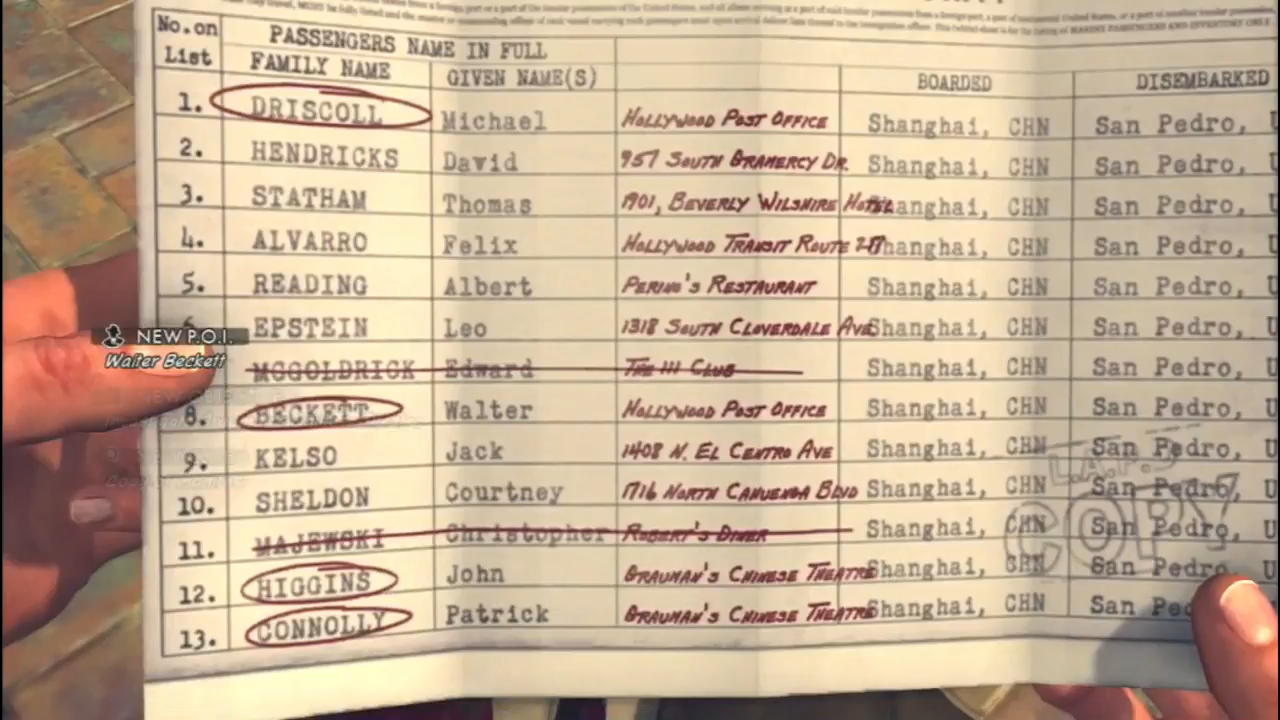 No.on List
PASSENGERS NAME IN FULL
FAMILY NAME GIVEN NAME(S) BOARDED DISEMBARKED
1. DRISCOLL Michael HOLLYWOOD POST OFFICE Shanghai, CHN San Pedro, U
2. HENDRICKS David 957 SOUTH GRAMERCY DR. Shanghai, CHN San Pedro, U
3. STATHAM Thomas 1901, BEVERLY WILSHIRE HOTEL Shanghai, CHN San Pedro, U
4. ALVARRO Felix HOLLYWOOD TRANSIT ROUTE Shanghai, CHN San Pedro, U
5. READING Albert PERINO'S RESTAURANT Shanghai, CHN San Pedro, U
6 EPSTEIN Leo 1318 SOUTH CLOVERDALE AVE Shanghai, CHN San Pedro, U
NEW P.O.I.
Walter Beckett
MCGOLDRICK Edward THE 111 CLUB Shanghai, CHN San Pedro, U
8. BECKETT Walter HOLLYWOOD POST OFFICE Shanghai, CHN San Pedro, U
9. KELSO Jack 1408 N. EL CENTRO AVE Shanghai, CHN San Pedro, U
10. SHELDON Courtney 1716 NORTH CAHUENGA BLVD Shanghai, CHN San Pedro, U
11. MAJEWSKI Christopher ROBERT'S DINER Shanghai, CHN San Pedro, U
12. HIGGINS John GRAUMAN'S CHINESE THEATRE Shanghai, San Pedro, U
13. CONNOLLY Patrick GRAUMAN'S CHINESE THEATRE Shanghai, CHN San Ped
COPY